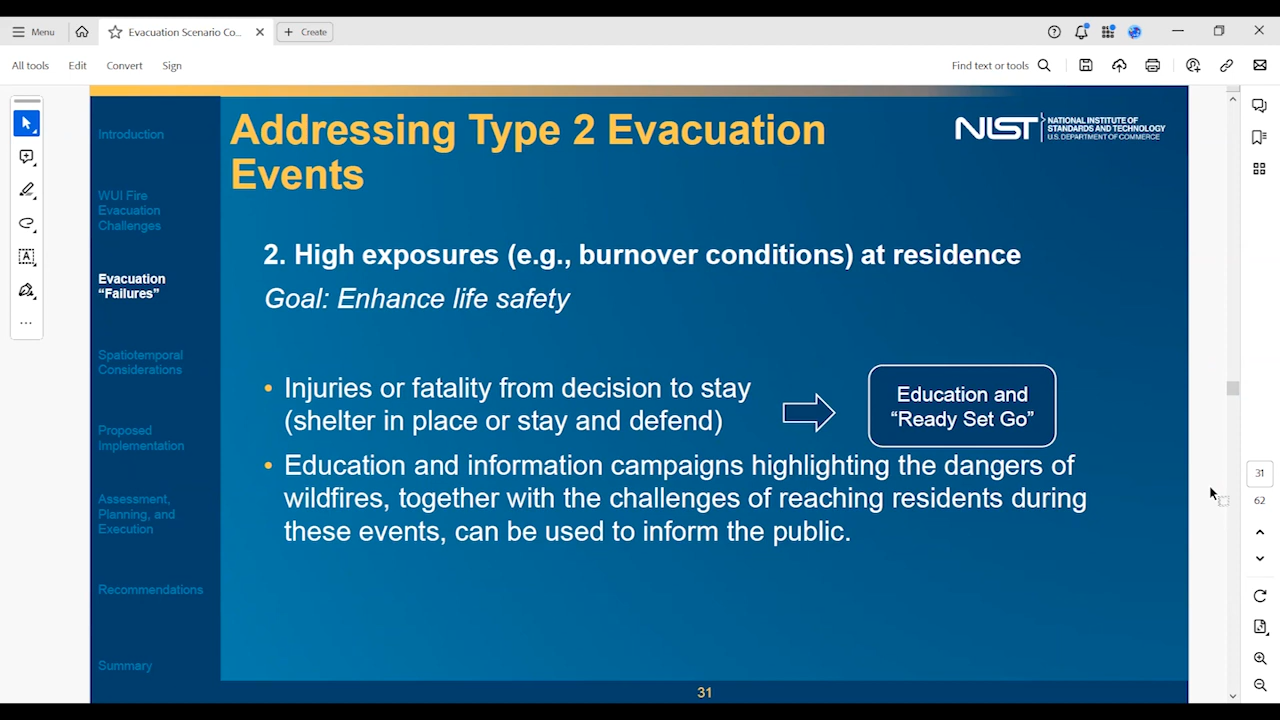 Menu
Evacuation Scenario Co...
Create
All tools
Edit
Convert
Sign
Find text or tools
Introduction
WUI Fire
Evacuation
Challenges
Evacuation
“Failures”
Spatiotemporal
Considerations
Proposed
Implementation
Assessment,
Planning, and
Execution
Recommendations
Summary
Addressing Type 2 Evacuation
Events
NIST
NATIONAL INSTITUTE OF
STANDARDS AND TECHNOLOGY
U.S. DEPARTMENT OF COMMERCE
2. High exposures (e.g., burnover conditions) at residence
Goal: Enhance life safety
• Injuries or fatality from decision to stay
(shelter in place or stay and defend)
Education and
“Ready Set Go”
• Education and information campaigns highlighting the dangers of
wildfires, together with the challenges of reaching residents during
these events, can be used to inform the public.
31
31
62